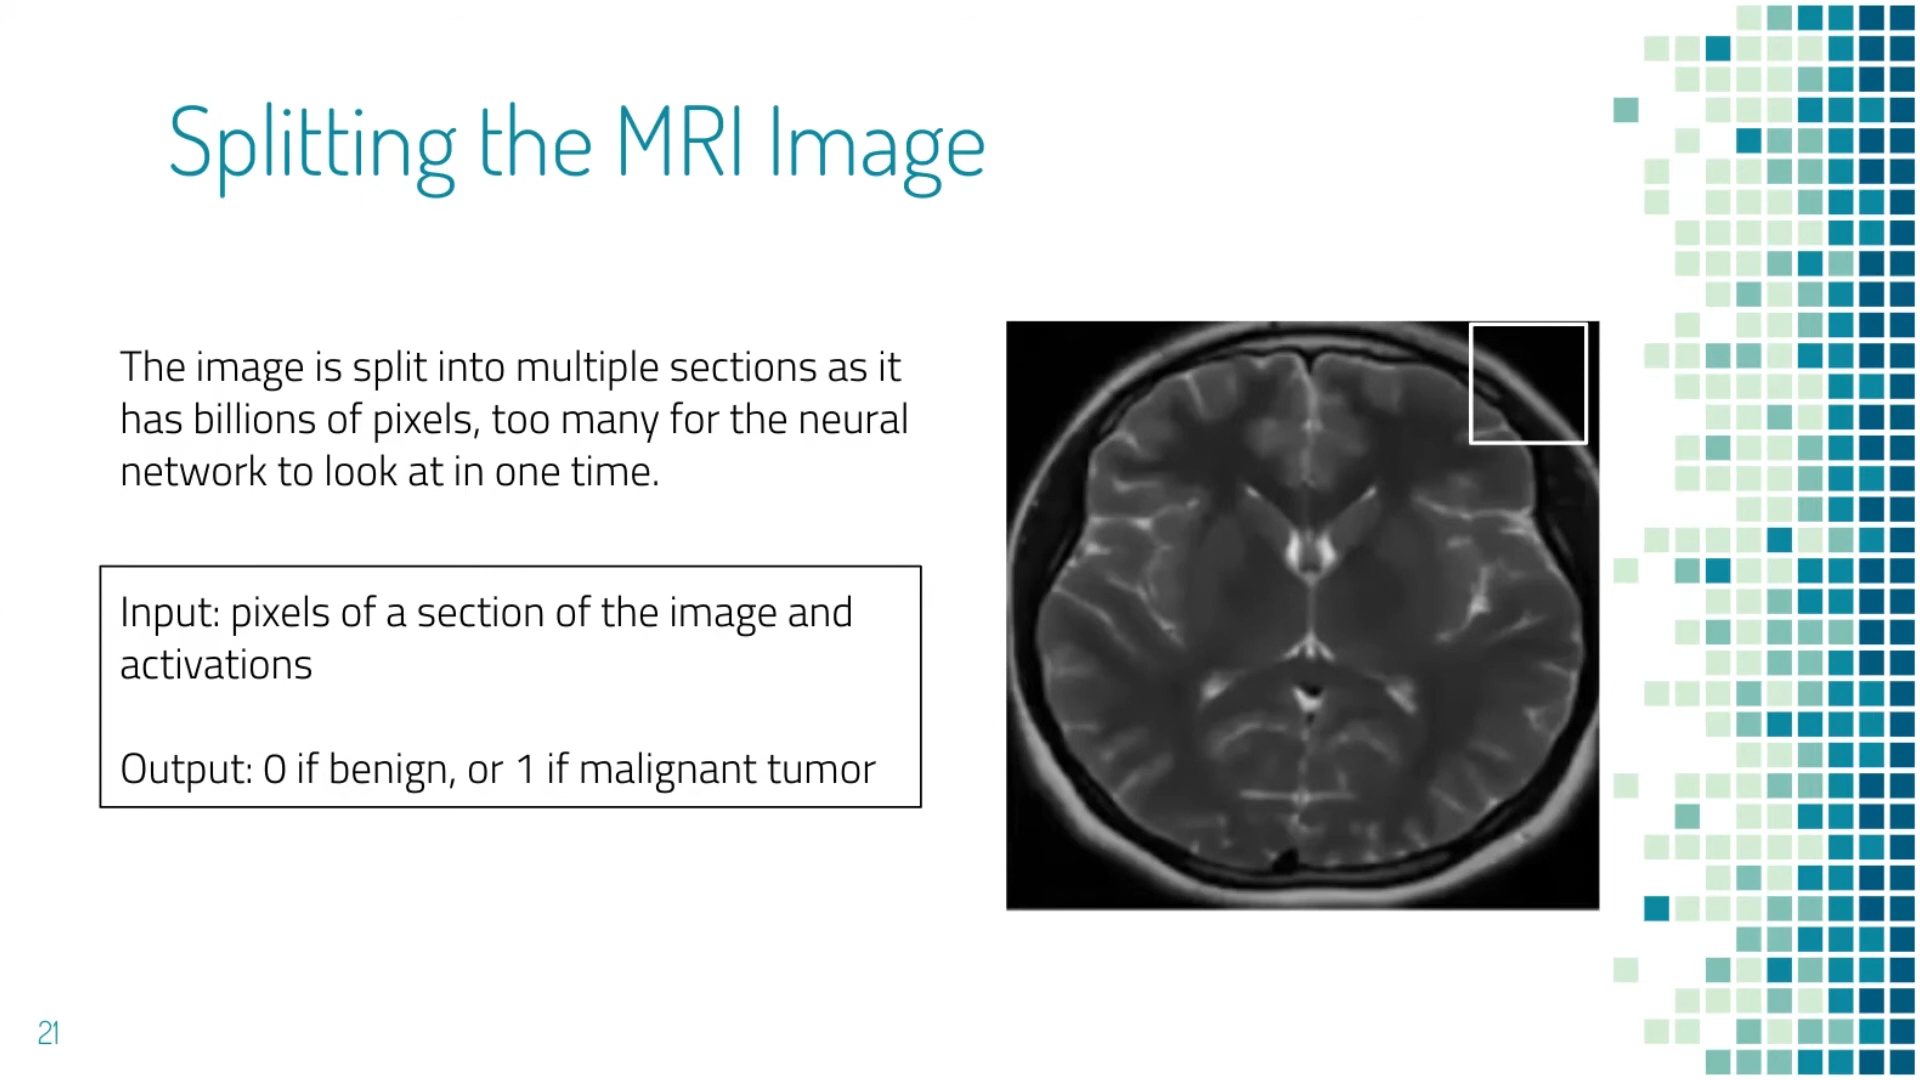 Splitting the MRI Image
The image is split into multiple sections as it
has billions of pixels, too many for the neural
network to look at in one time.
Input: pixels of a section of the image and
activations
Output: 0 if benign, or 1 if malignant tumor
21